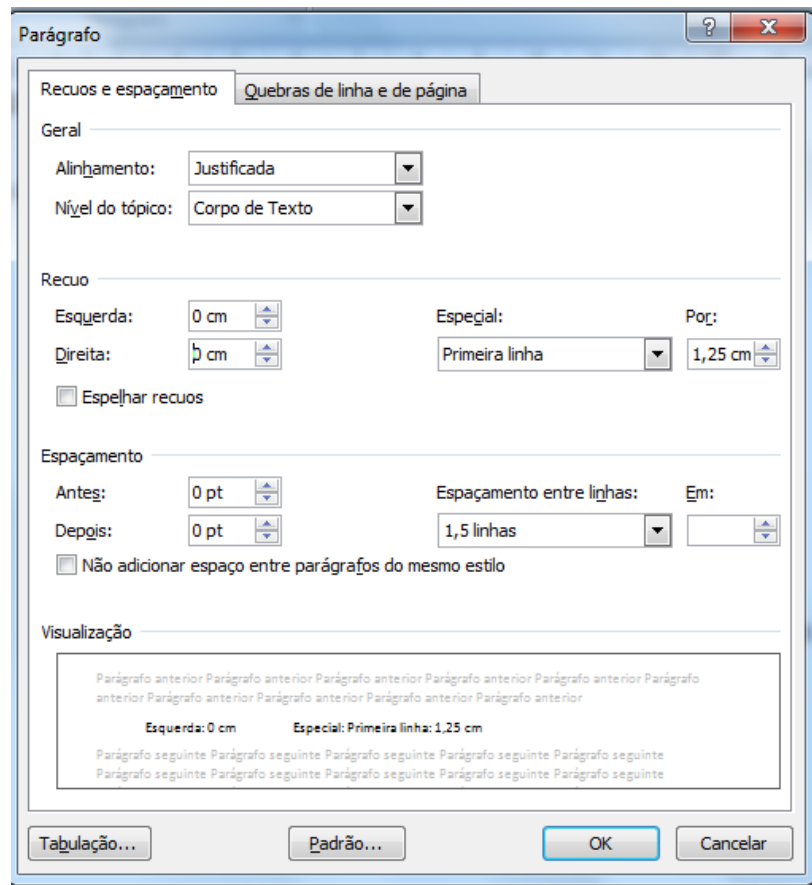 Parágrafo
Recuos e espaçamento Quebras de linha e de página
Geral
Alinhamento: Justificada
Nível do tópico: Corpo de Texto
Recuo
Esquerda: 0 cm Especial: Por:
Direita: 0 cm Primeira linha 1,25 cm
Espelhar recuos
Espaçamento
Antes: 0 pt Espaçamento entre linhas: Em:
Depois: 0 pt 1,5 linhas
Não adicionar espaço entre parágrafos do mesmo estilo
Visualização
Parágrafo anterior Parágrafo anterior Parágrafo anterior Parágrafo anterior Parágrafo anterior Parágrafo
anterior Parágrafo anterior Parágrafo anterior Parágrafo anterior Parágrafo anterior
Esquerda: 0 cm Especial: Primeira linha: 1,25 cm
Parágrafo seguinte Parágrafo seguinte Parágrafo seguinte Parágrafo seguinte Parágrafo seguinte
Parágrafo seguinte Parágrafo seguinte Parágrafo seguinte Parágrafo seguinte Parágrafo seguinte
Tabulação... Padrão... OK Cancelar